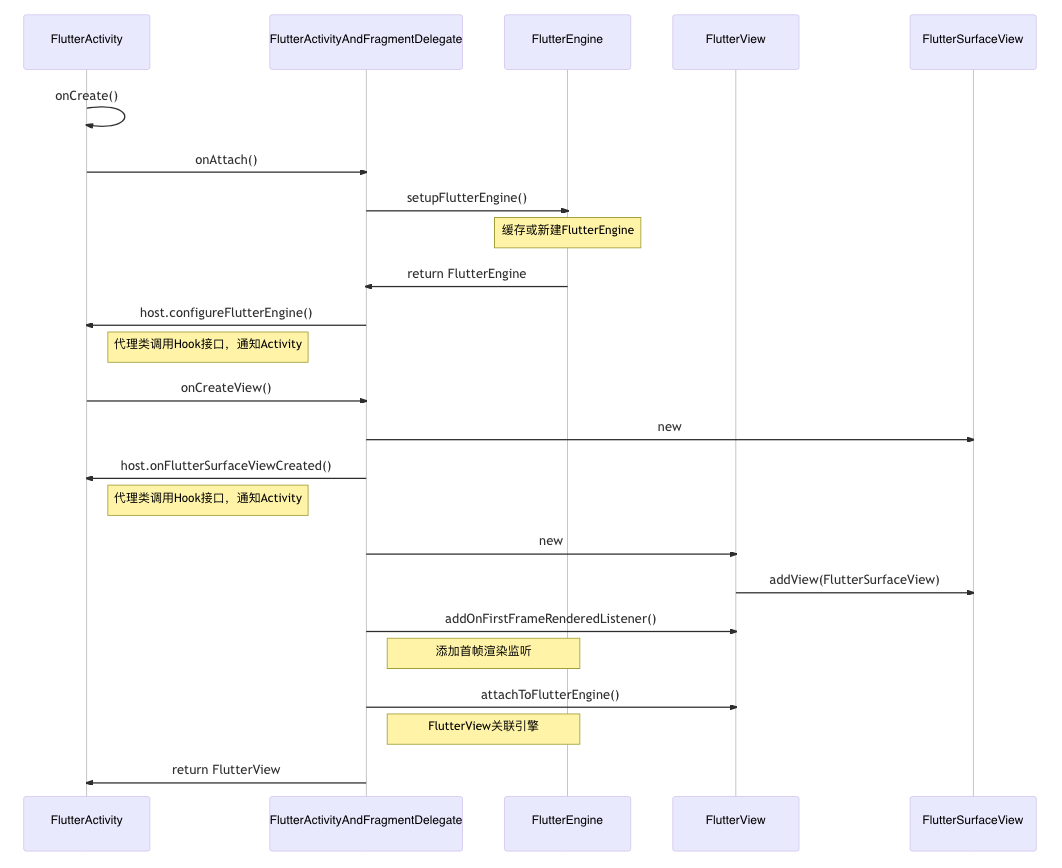 FlutterActivity
FlutterActivityAndFragmentDelegate
FlutterEngine
FlutterView
FlutterSurfaceView
onCreate()
onAttach()
setupFlutterEngine()
缓存或新建FlutterEngine
return FlutterEngine
host.configureFlutterEngine()
代理类调用Hook接口，通知Activity
onCreateView()
new
host.onFlutterSurfaceViewCreated()
代理类调用Hook接口，通知Activity
new
addView(FlutterSurfaceView)
addOnFirstFrameRenderedListener()
添加首帧渲染监听
attachToFlutterEngine()
FlutterView关联引擎
return FlutterView
FlutterActivity
FlutterActivityAndFragmentDelegate
FlutterEngine
FlutterView
FlutterSurfaceView